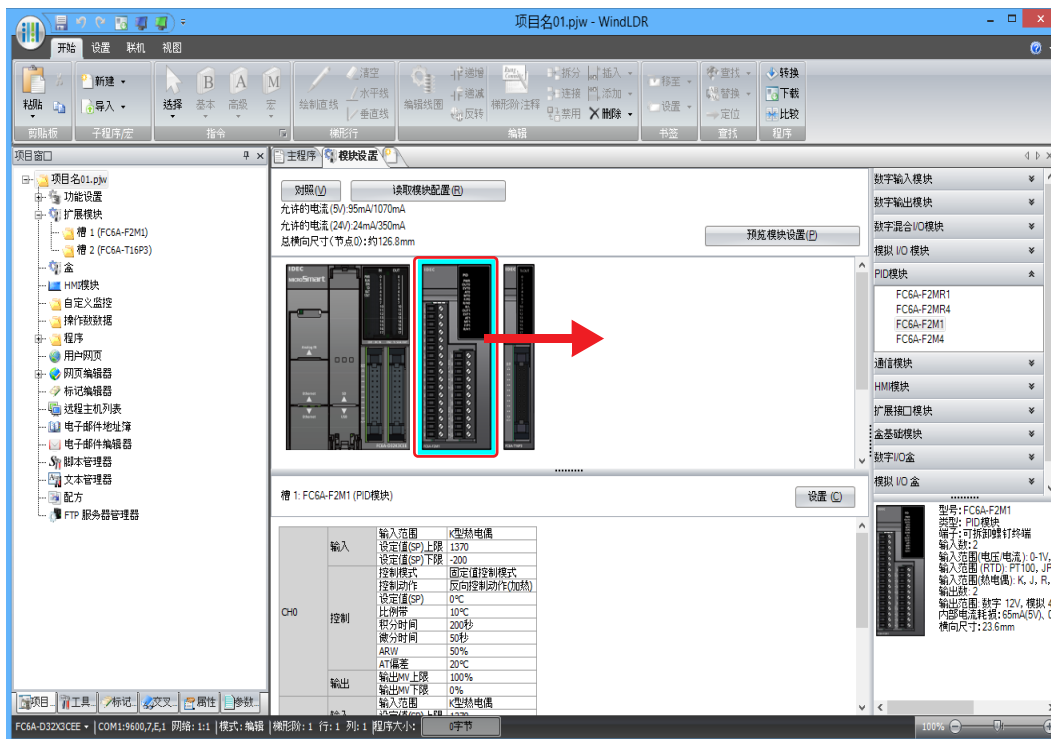 项目名01.pjw - WindLDR
开始 设置 联机 视图
粘贴
剪贴板
新建
导入
子程序/宏
选择
B 基本
A 高级
M 宏
指令
绘制直线
清空
水平线
垂直线
梯形行
编辑线圈
递增
递减
反转
梯形阶注释
拆分
连接
禁用
插入
添加
删除
编辑
移至
设置
书签
查找
替换
定位
查找
转换
下载
比较
程序
项目窗口
项目名01.pjw
功能设置
扩展模块
槽 1 (FC6A-F2M1)
槽 2 (FC6A-T16P3)
盒
HMI模块
自定义监控
操作数数据
程序
用户网页
网页编辑器
标记编辑器
远程主机列表
电子邮件地址簿
电子邮件编辑器
脚本管理器
文本管理器
配方
FTP 服务器管理器
项目... 工具... 标记... 交叉... 属性 参数...
主程序 模块设置
对照(V) 读取模块配置(R)
允许的电流(5V):95mA/1070mA
允许的电流(24V):24mA/350mA
总横向尺寸(节点0):约126.8mm
预览模块设置(P)
IDEC
MICROSmart
槽 1: FC6A-F2M1 (PID模块)
设置 (C)
CH0
输入
输入范围 K型热电偶
设定值(SP)上限 1370
设定值(SP)下限 -200
控制
控制模式 固定值控制模式
控制动作 反向控制动作(加热)
设定值(SP) 0℃
比例带 10℃
积分时间 200秒
微分时间 50秒
ARW 50%
AT偏差 20℃
输出
输出MV上限 100%
输出MV下限 0%
输入范围 K型热电偶
数字输入模块
数字输出模块
数字混合I/O模块
模拟 I/O 模块
PID模块
FC6A-F2MR1
FC6A-F2MR4
FC6A-F2M1
FC6A-F2M4
通信模块
HMI模块
扩展接口模块
盒基础模块
数字I/O盒
模拟 I/O 盒
型号: FC6A-F2M1
类型: PID模块
端子: 可拆卸螺钉终端
输入数: 2
输入范围(电压/电流): 0-1V,
输入范围 (RTD): PT100, JF
输入范围(热电偶): K, J, R,
输出数: 2
输出范围: 数字 12V, 模拟 4
内部电流耗损: 65mA(5V), 0
横向尺寸: 23.6mm
FC6A-D32X3CEE COM1:9600,7,E,1 网络: 1:1 模式: 编辑 梯形阶: 1 行: 1 列: 1 程序大小: 0字节 100%